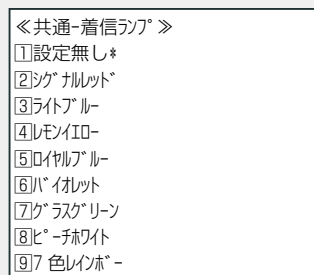 ≪共通-着信ﾗﾝﾌﾟ≫
1設定無し*
2ｼｸﾞﾅﾙﾚｯﾄﾞ
3ﾗｲﾄﾌﾞﾙｰ
4ﾚﾓﾝｲｴﾛｰ
5ﾛｲﾔﾙﾌﾞﾙｰ
6ﾊﾞｲｵﾚｯﾄ
7ｸﾞﾗｽｸﾞﾘｰﾝ
8ﾋﾟｰﾁﾎﾜｲﾄ
97色ﾚｲﾝﾎﾞｰ